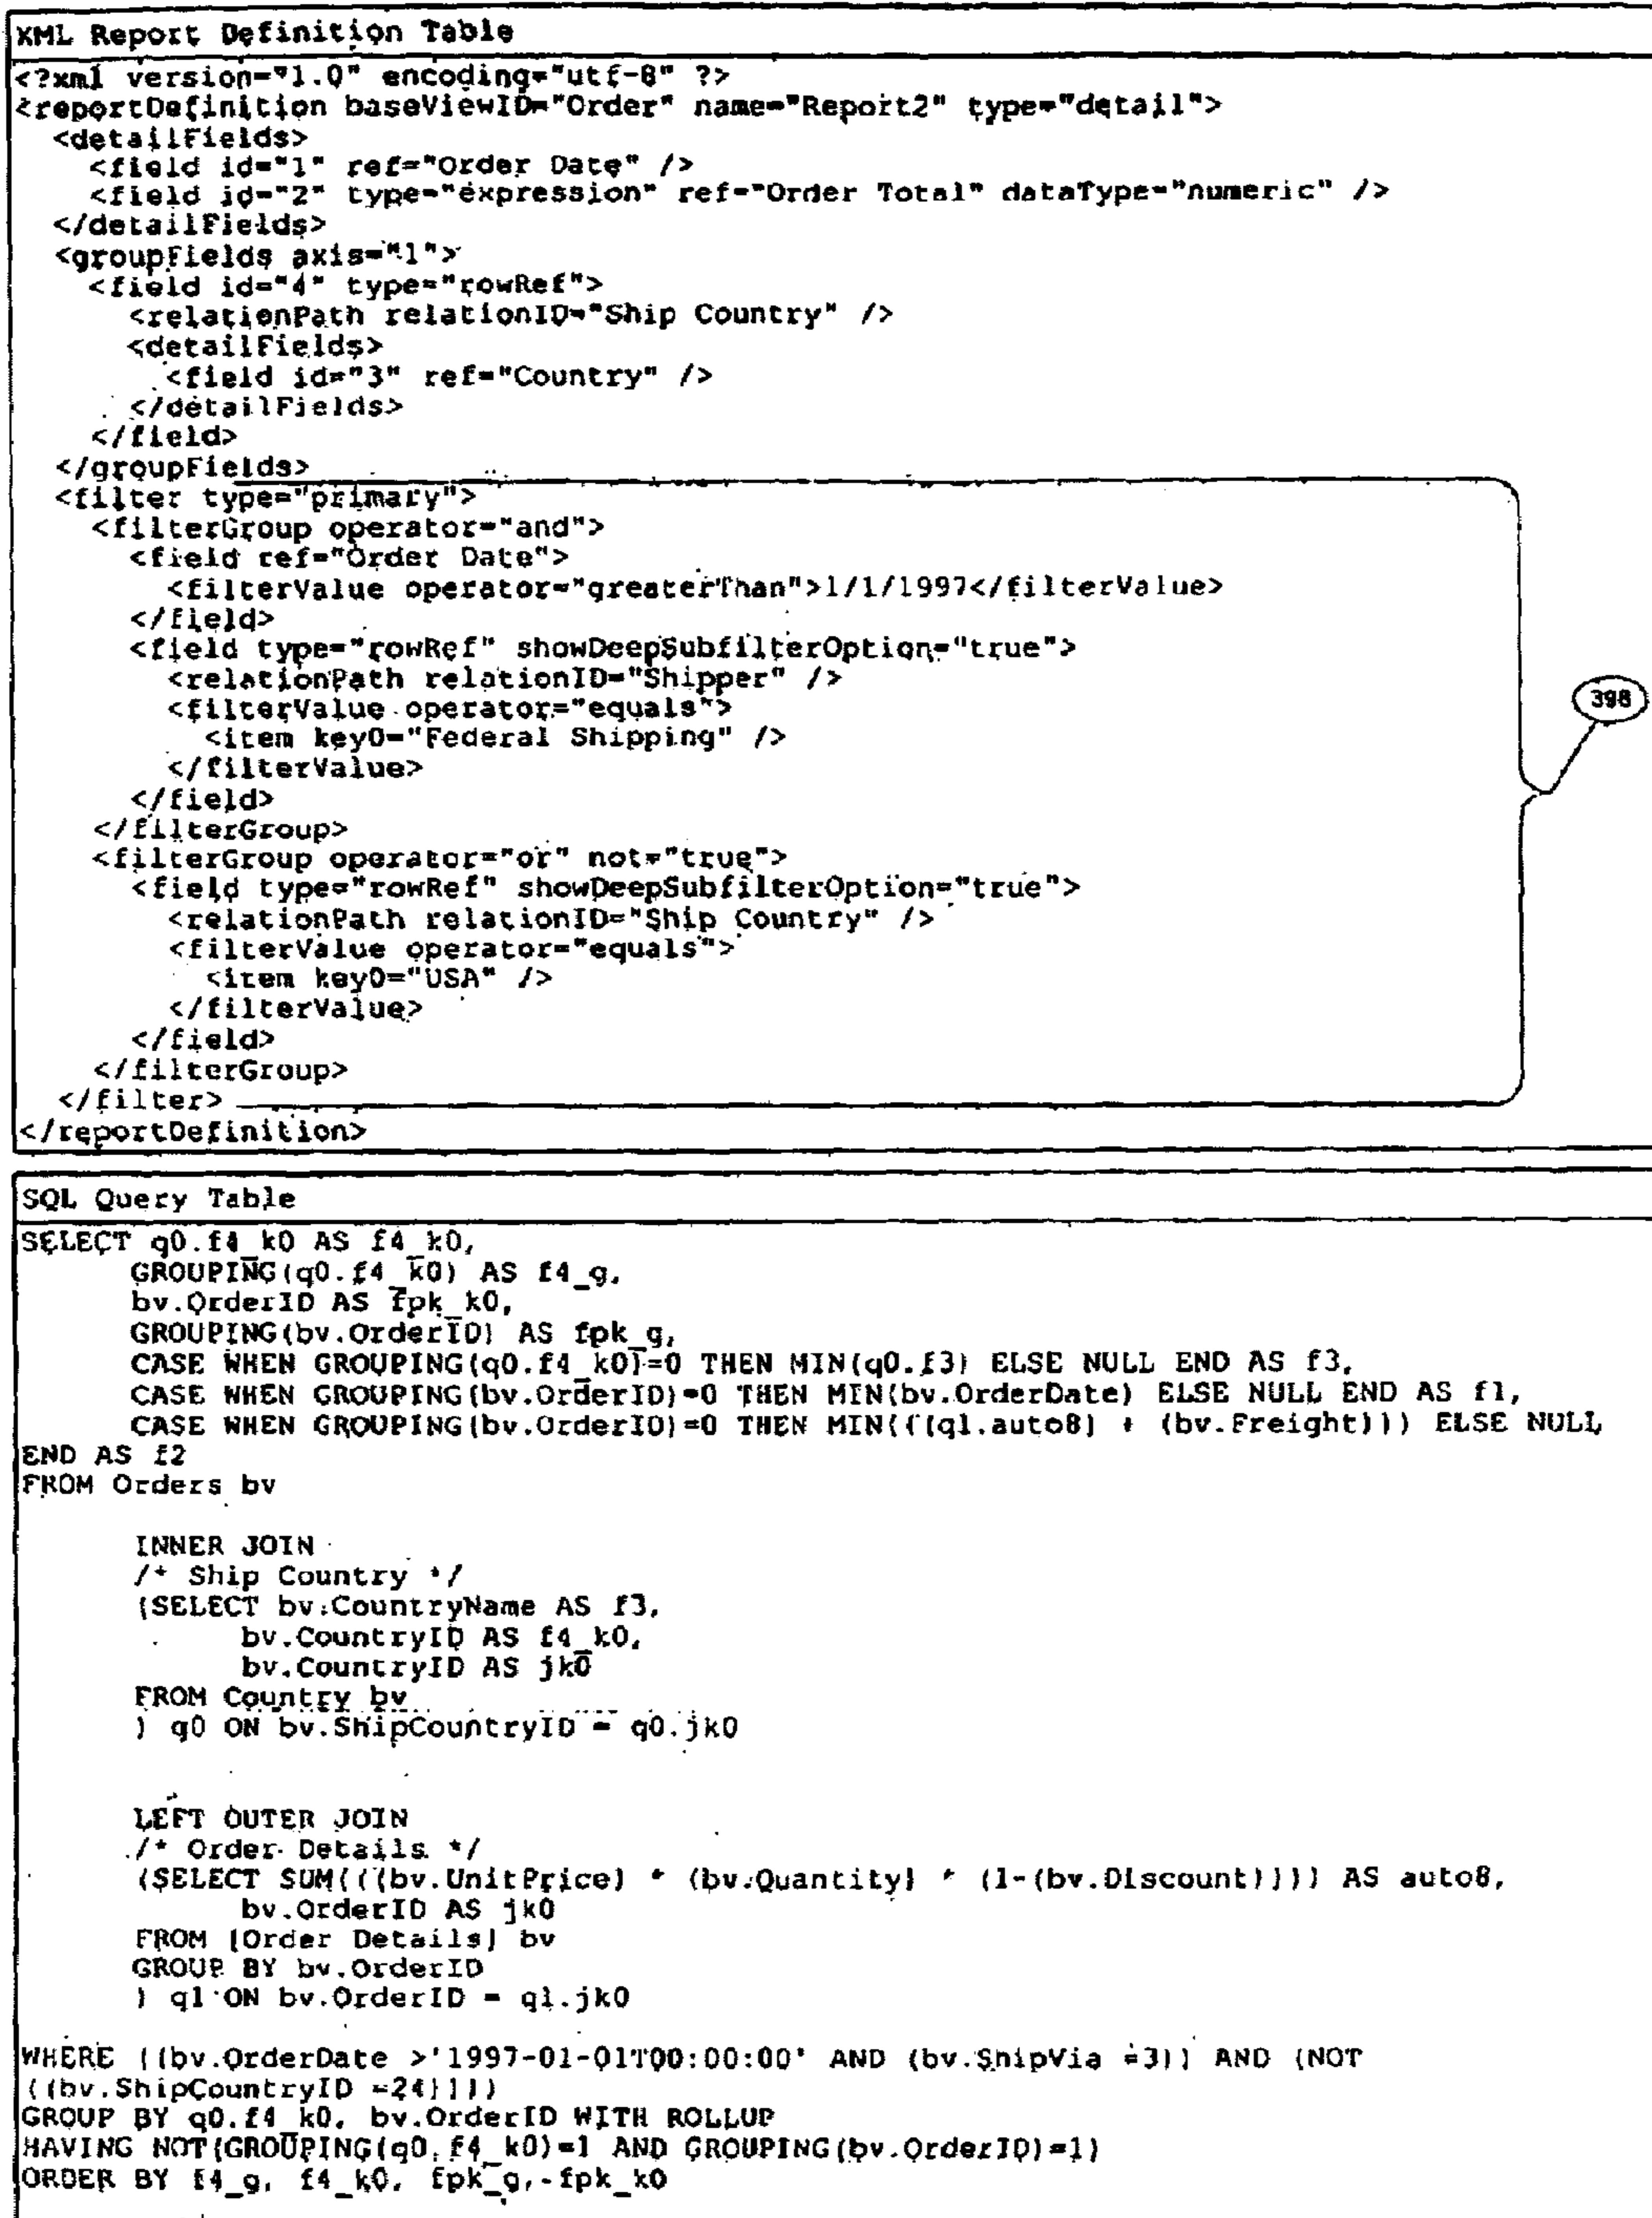 XML Report Definition Table
<?xml version="1.0" encoding="utf-8" ?>
<reportDefinition baseViewID="Order" name="Report2" type="detail">
<detailFields>
<field id="1" ref="Order Date" />
<field id="2" type="expression" ref="Order Total" dataType="numeric" />
</detailFields>
<groupFields axis="1">
<field id="4" type="rowRef">
<relationPath relationID="Ship Country" />
<detailFields>
<field id="3" ref="Country" />
</detailFields>
</field>
</groupFields>
<filter type="primary">
<filterGroup operator="and">
<field ref="Order Date">
<filterValue operator="greaterThan">1/1/1997</filterValue>
</field>
<field type="rowRef" showDeepSubfilterOption="true">
<relationPath relationID="Shipper" />
<filterValue operator="equals">
398
<item key0="Federal Shipping" />
</filterValue>
</field>
</filterGroup>
<filterGroup operator="or" not="true">
<field type="rowRef" showDeepSubfilterOption="true">
<relationPath relationID="Ship Country" />
<filterValue operator="equals">
<item key0="USA" />
</filterValue>
</field>
</filterGroup>
</filter>
</reportDefinition>
SQL Query Table
SELECT q0.f4_k0 AS f4_k0,
GROUPING(q0.f4_k0) AS f4_g,
bv.OrderID AS fpk_k0,
GROUPING(bv.OrderID) AS fpk_g,
CASE WHEN GROUPING(q0.f4_k0)=0 THEN MIN(q0.f3) ELSE NULL END AS f3,
CASE WHEN GROUPING(bv.OrderID)=0 THEN MIN(bv.OrderDate) ELSE NULL END AS f1,
CASE WHEN GROUPING(bv.OrderID)=0 THEN MIN(((q1.auto8) + (bv.Freight))) ELSE NULL
END AS f2
FROM Orders bv
INNER JOIN
/* Ship Country */
(SELECT bv.CountryName AS f3,
bv.CountryID AS f4_k0,
bv.CountryID AS jk0
FROM Country bv
) q0 ON bv.ShipCountryID = q0.jk0
LEFT OUTER JOIN
/* Order Details */
(SELECT SUM(((bv.UnitPrice) * (bv.Quantity) * (1-(bv.Discount)))) AS auto8,
bv.OrderID AS jk0
FROM [Order Details] bv
GROUP BY bv.OrderID
) q1 ON bv.OrderID = q1.jk0
WHERE ((bv.OrderDate >'1997-01-01T00:00:00' AND (bv.ShipVia =3)) AND (NOT
((bv.ShipCountryID =24))))
GROUP BY q0.f4_k0, bv.OrderID WITH ROLLUP
HAVING NOT(GROUPING(q0.f4_k0)=1 AND GROUPING(bv.OrderID)=1)
ORDER BY f4_g, f4_k0, fpk_g, fpk_k0